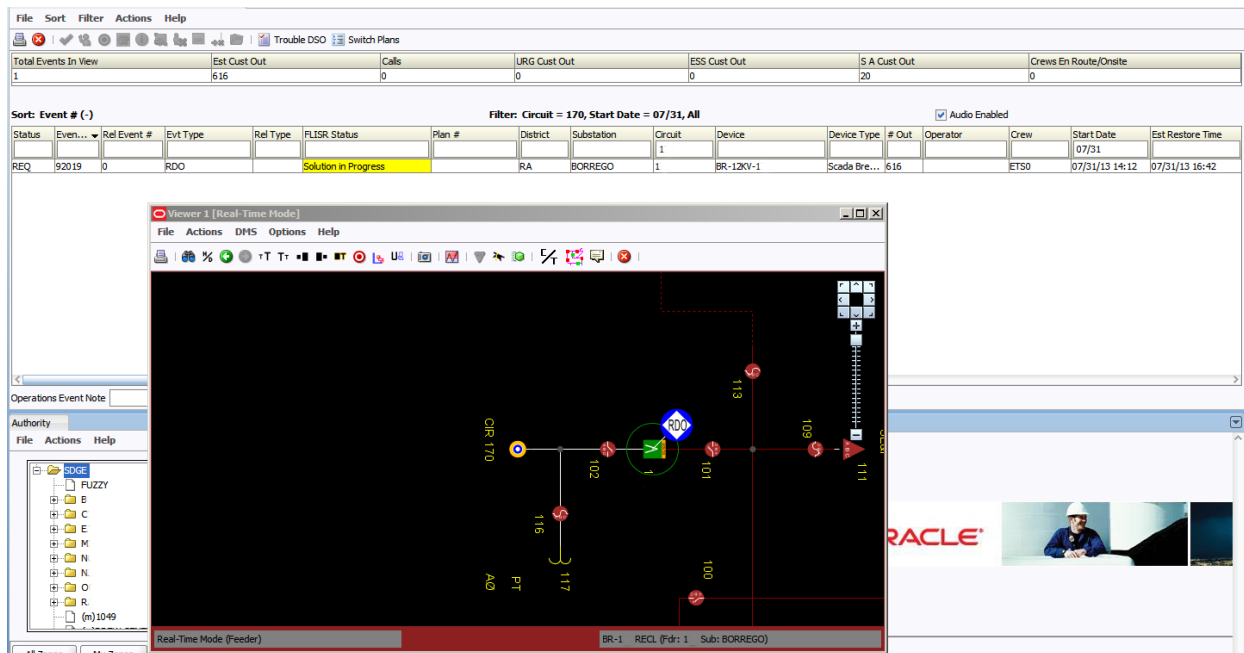 File Sort Filter Actions Help
Trouble DSO Switch Plans
Total Events In View Est Cust Out Calls URG Cust Out ESS Cust Out S A Cust Out Crews En Route/Onsite
1 616 0 0 0 20 0
Sort: Event # (-) Filter: Circuit = 170, Start Date = 07/31, All Audio Enabled
Status Even... Rel Event # Evt Type Rel Type FLISR Status Plan # District Substation Circuit Device Device Type # Out Operator Crew Start Date Est Restore Time
1 07/31
REQ 92019 0 RDO Solution in Progress RA BORREGO 1 BR-12KV-1 Scada Bre... 616 ETS0 07/31/13 14:12 07/31/13 16:42
Viewer 1 [Real-Time Mode]
File Actions DMS Options Help
113
RDO
CIR 170
102
1
101
109
ABC
111
116
117
AØ
PT
100
Real-Time Mode (Feeder) BR-1 RECL (Fdr: 1 Sub: BORREGO)
Operations Event Note
Authority
File Actions Help
SDGE
FUZZY
B
C
E
M
N
N
O
R
(m)1049
All Zones My Zones
RACLE